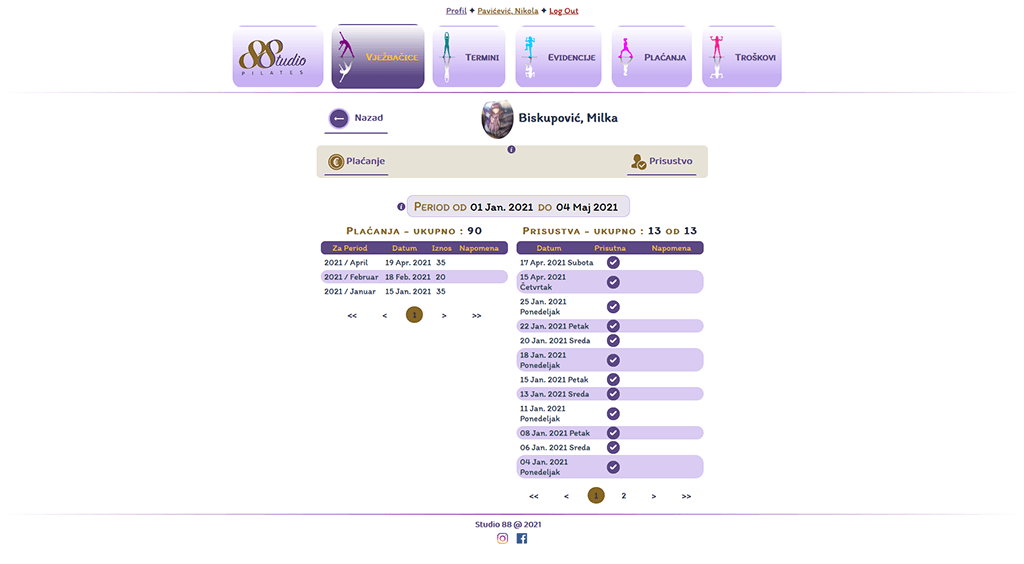 Profil ✦ Pavićević, Nikola ✦ Log Out
88tudio
PILATES
Vježbačice
Termini
Evidencije
Plaćanja
Troškovi
Nazad
Biskupović, Milka
Plaćanje
Prisustvo
Period od 01 Jan. 2021 do 04 Maj 2021
Plaćanja - ukupno : 90
Za Period Datum Iznos Napomena
2021 / April 19 Apr. 2021 35
2021 / Februar 18 Feb. 2021 20
2021 / Januar 15 Jan. 2021 35
<< < 1 > >>
Prisustva - ukupno : 13 od 13
Datum Prisutna Napomena
17 Apr. 2021 Subota
15 Apr. 2021
Četvrtak
25 Jan. 2021
Ponedeljak
22 Jan. 2021 Petak
20 Jan. 2021 Sreda
18 Jan. 2021
Ponedeljak
15 Jan. 2021 Petak
13 Jan. 2021 Sreda
11 Jan. 2021
Ponedeljak
08 Jan. 2021 Petak
06 Jan. 2021 Sreda
04 Jan. 2021
Ponedeljak
<< < 1 2 > >>
Studio 88 @ 2021